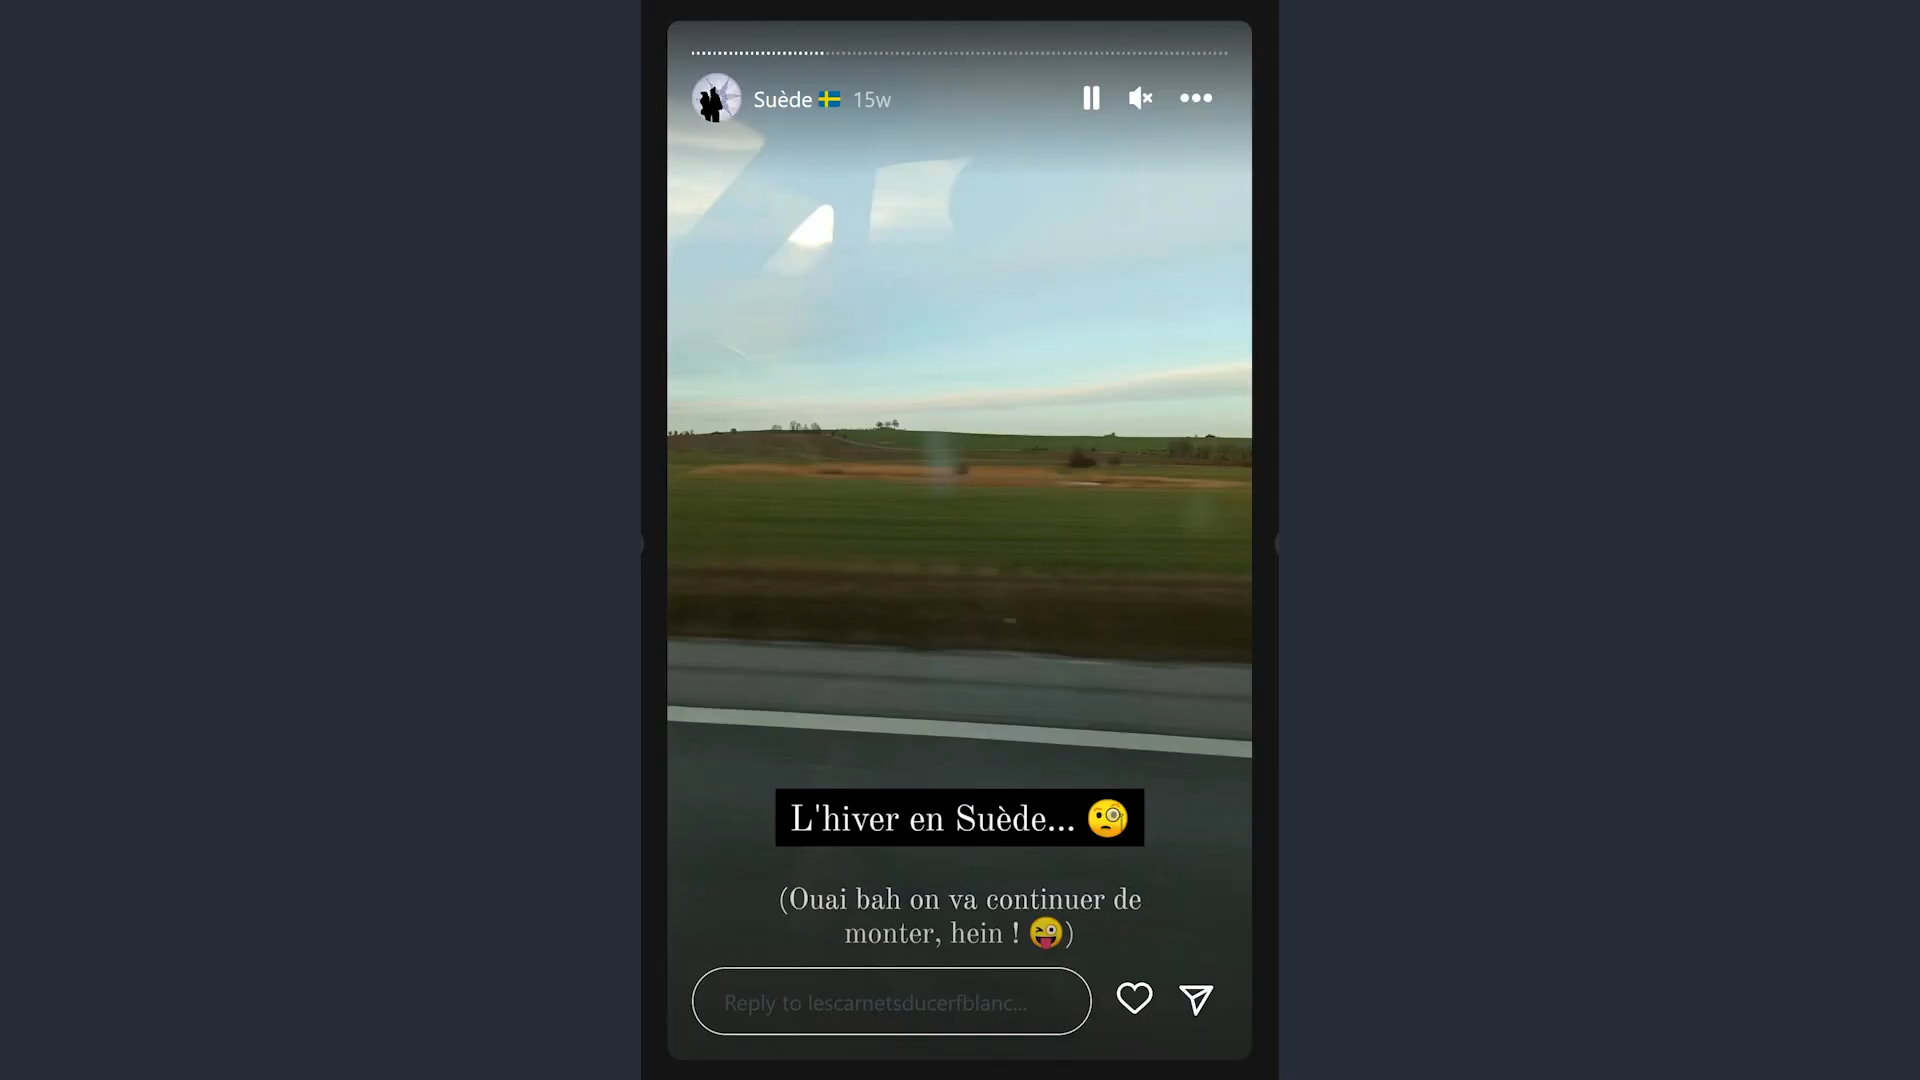 Suède 🇸🇪 15w
L'hiver en Suède... 🧐
(Ouai bah on va continuer de
monter, hein ! 😜)
Reply to lescarnetsducerfblanc...